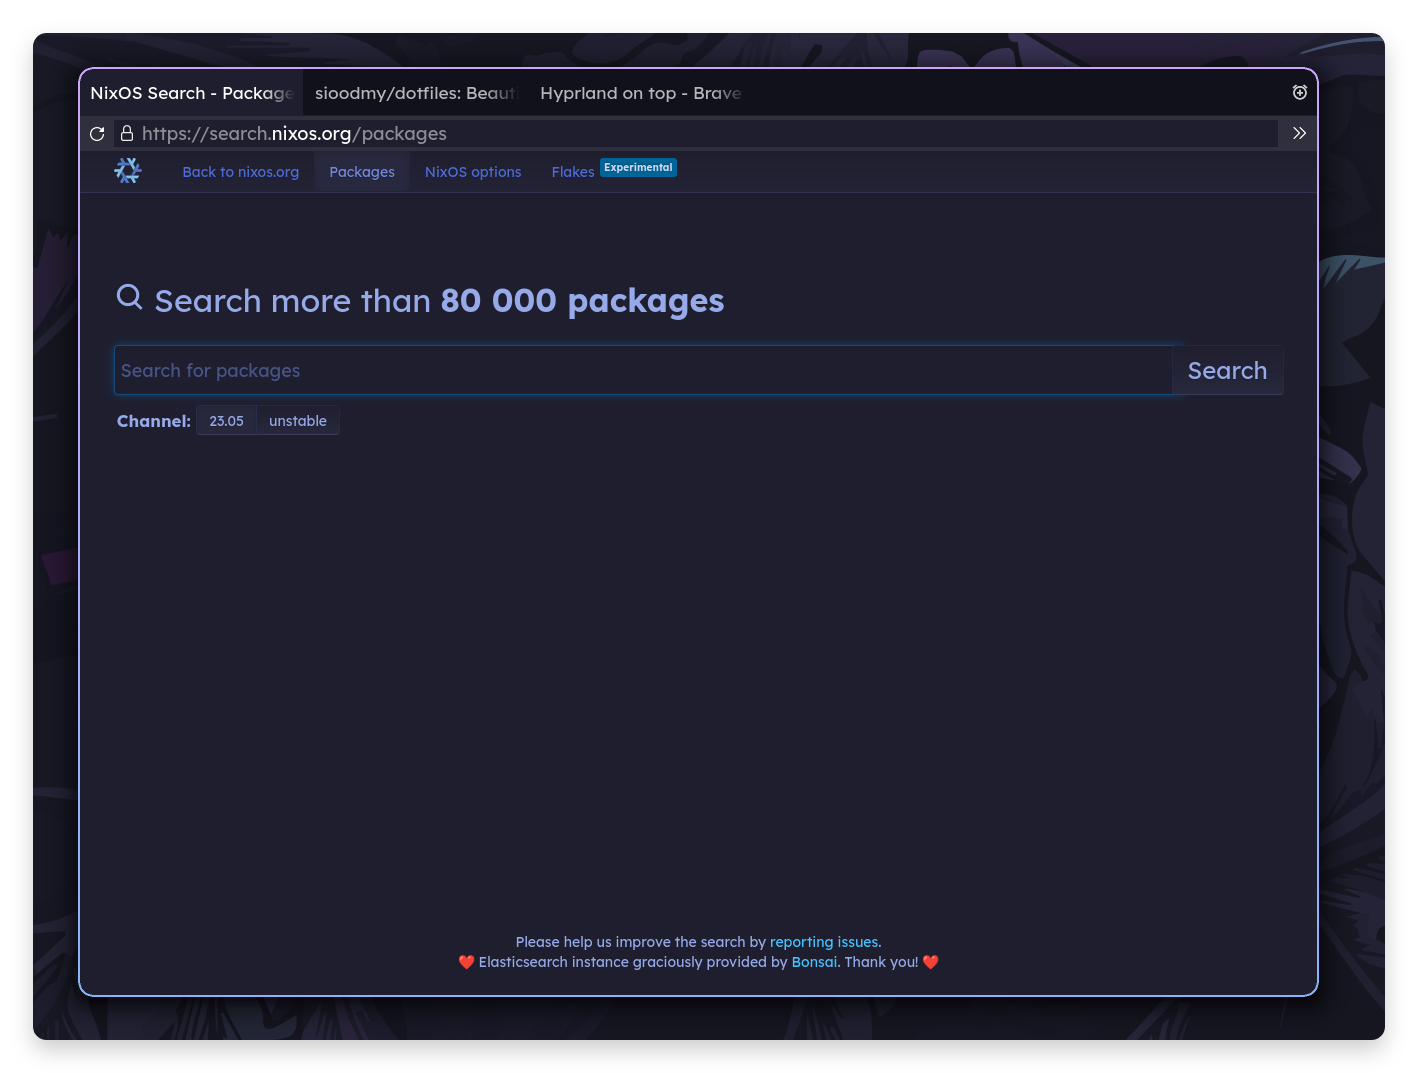 NixOS Search - Package
sioodmy/dotfiles: Beauti
Hyprland on top - Brave
https://search.nixos.org/packages
Back to nixos.org
Packages
NixOS options
Flakes Experimental
Search more than 80 000 packages
Search for packages
Search
Channel: 23.05 unstable
Please help us improve the search by reporting issues.
❤️ Elasticsearch instance graciously provided by Bonsai. Thank you! ❤️